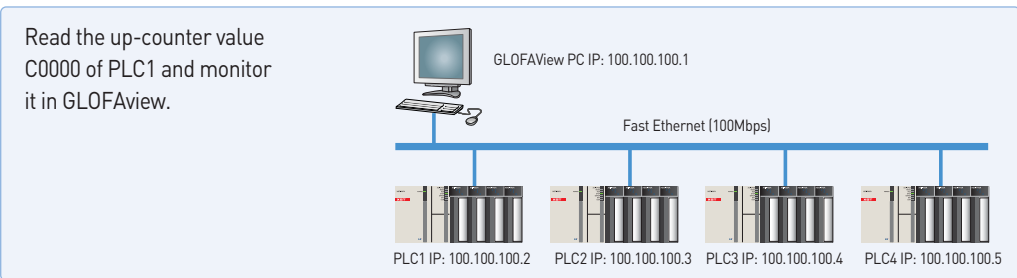 Read the up-counter value
C0000 of PLC1 and monitor
it in GLOFAview.
GLOFAView PC IP: 100.100.100.1
Fast Ethernet (100Mbps)
PLC1 IP: 100.100.100.2
PLC2 IP: 100.100.100.3
PLC3 IP: 100.100.100.4
PLC4 IP: 100.100.100.5